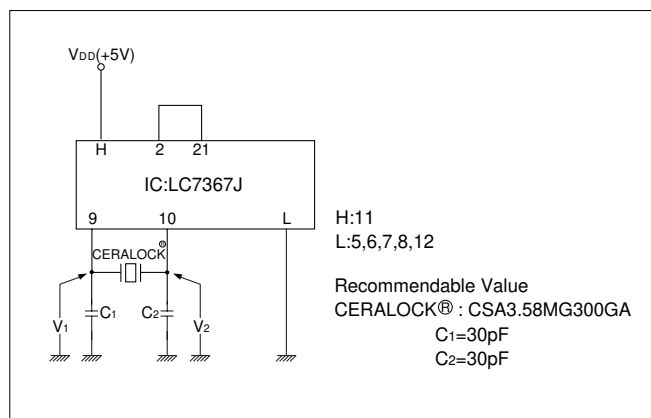 VDD(+5V)
H 2 21
IC:LC7367J
9 10 L
CERALOCK®
V1 C1 C2 V2
H:11
L:5,6,7,8,12
Recommendable Value
CERALOCK® : CSA3.58MG300GA
C1=30pF
C2=30pF